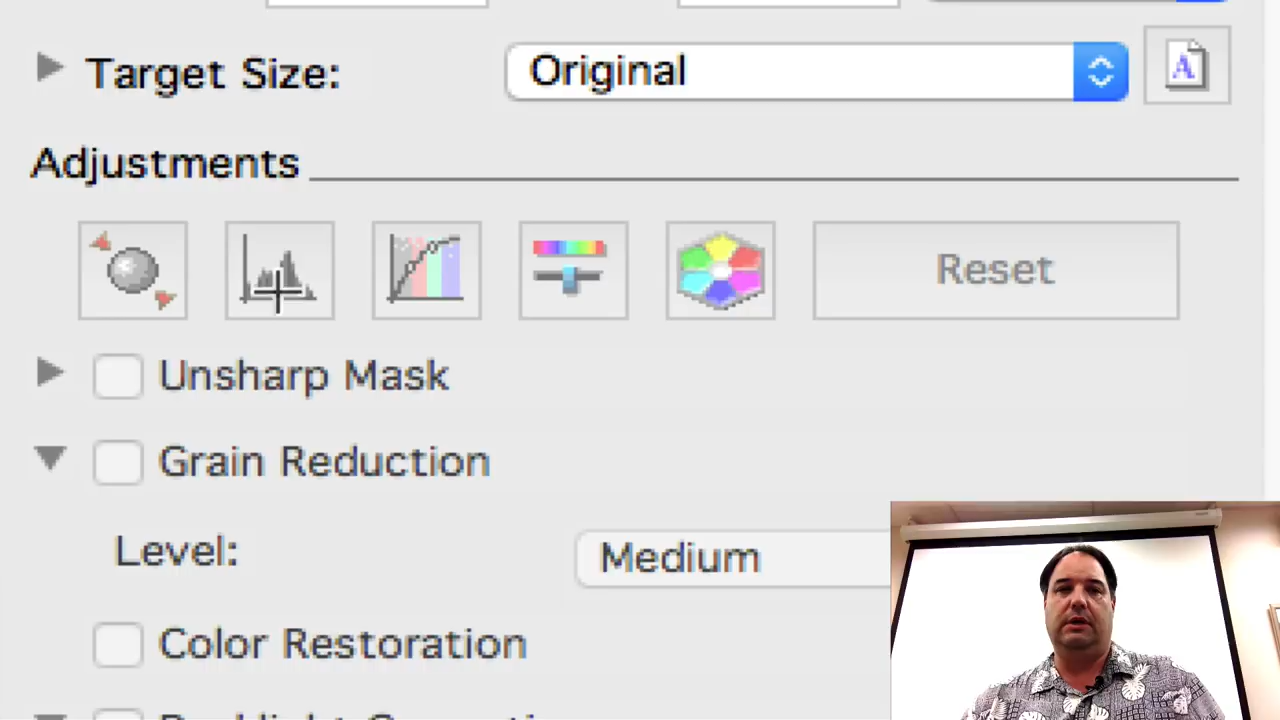 Target Size: Original A
Adjustments
Reset
Unsharp Mask
Grain Reduction
Level: Medium
Color Restoration